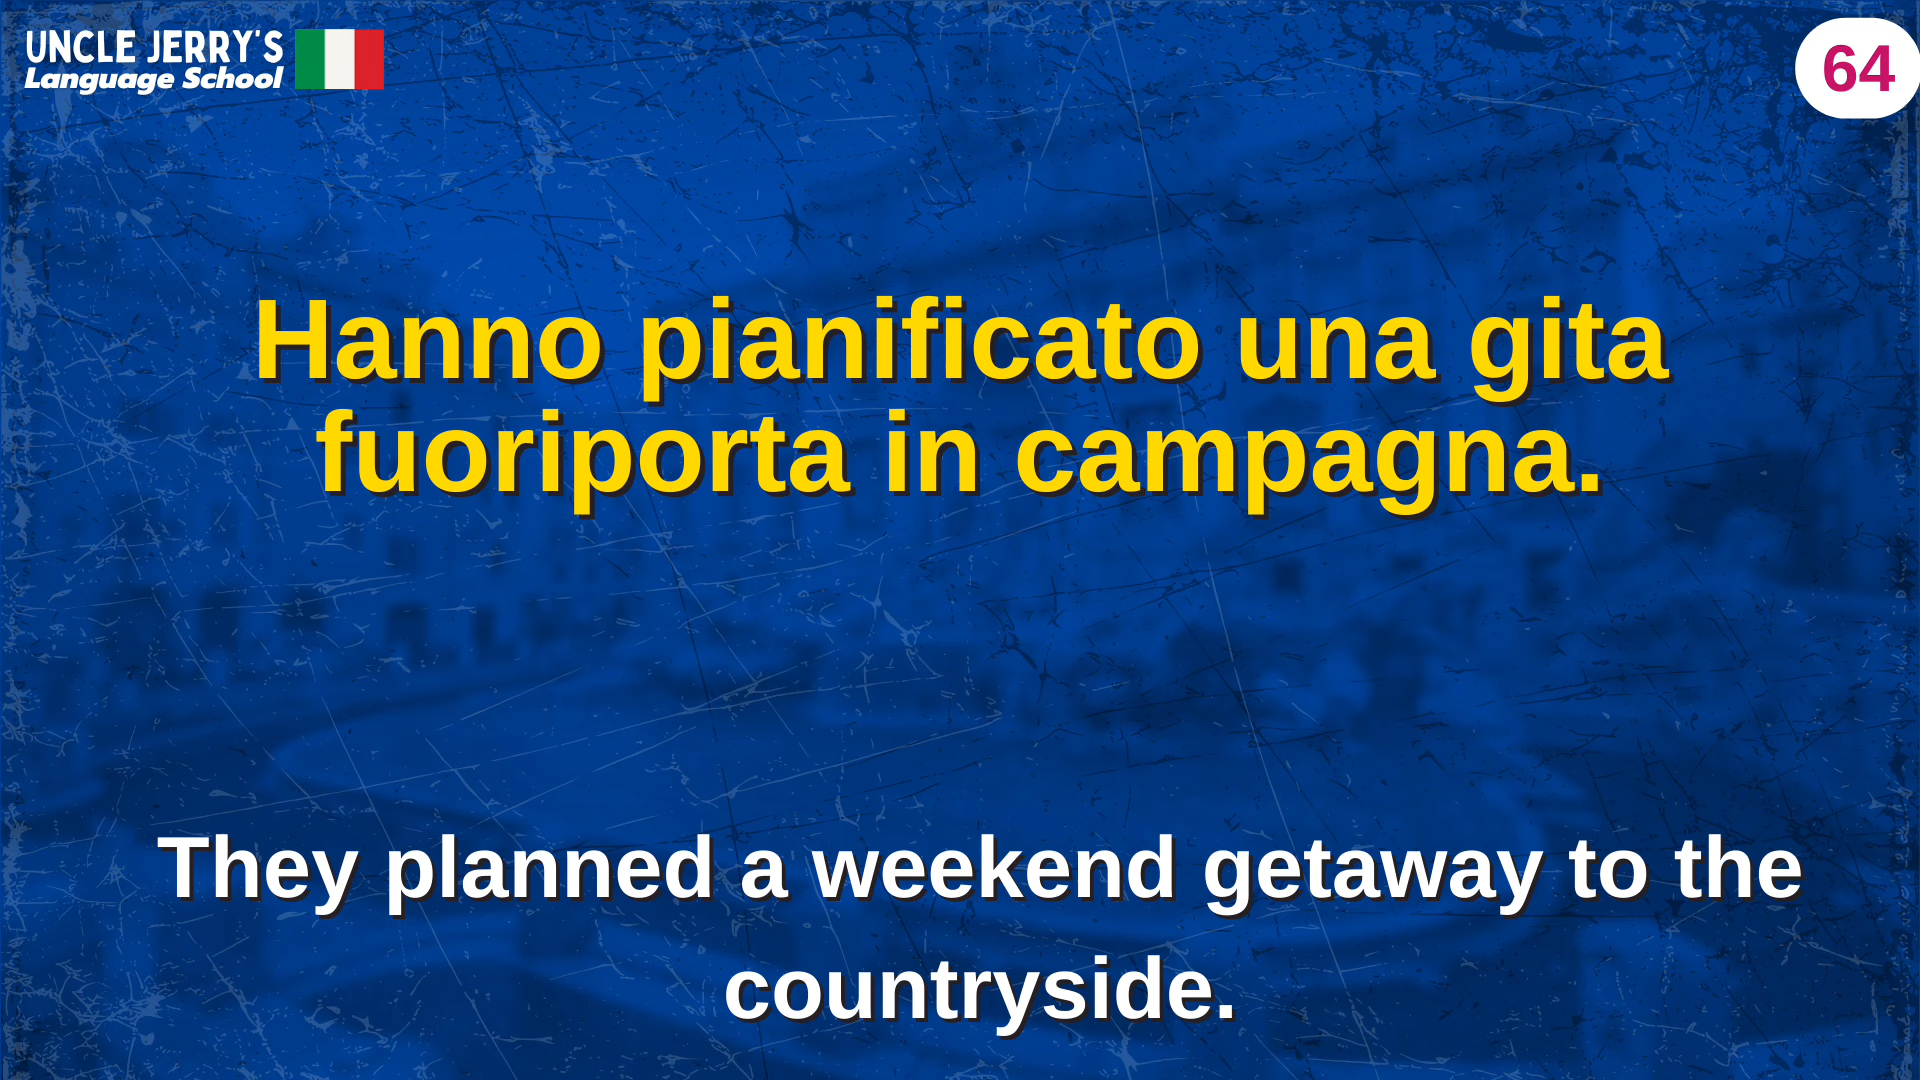 UNCLE JERRY'S
Language School
64
Hanno pianificato una gita
fuoriporta in campagna.
They planned a weekend getaway to the
countryside.